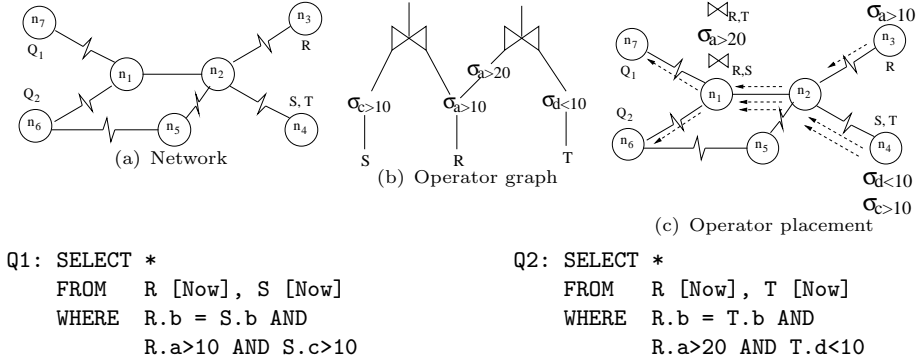 n7
Q1
n1
n2
n3
R
Q2
n6
n5
S, T
n4
(a) Network
σc>10
σa>10
σa>20
σd<10
S
R
T
(b) Operator graph
⋈R,T
σa>20
⋈R,S
σa>10
n7
Q1
n1
n2
n3
R
Q2
n6
n5
S, T
n4
σd<10
σc>10
(c) Operator placement
Q1: SELECT *
FROM R [Now], S [Now]
WHERE R.b = S.b AND
R.a>10 AND S.c>10
Q2: SELECT *
FROM R [Now], T [Now]
WHERE R.b = T.b AND
R.a>20 AND T.d<10